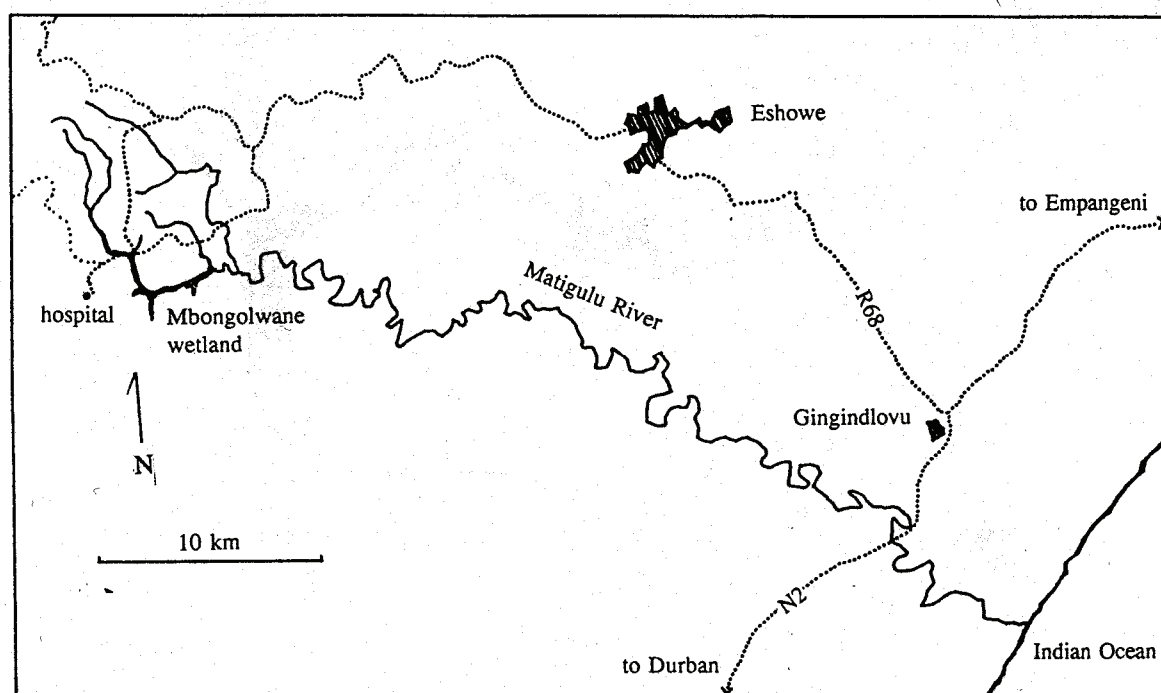 Eshowe
to Empangeni
Matigulu River
R68
hospital
Mbongolwane
wetland
Gingindlovu
N
10 km
N2
to Durban
Indian Ocean